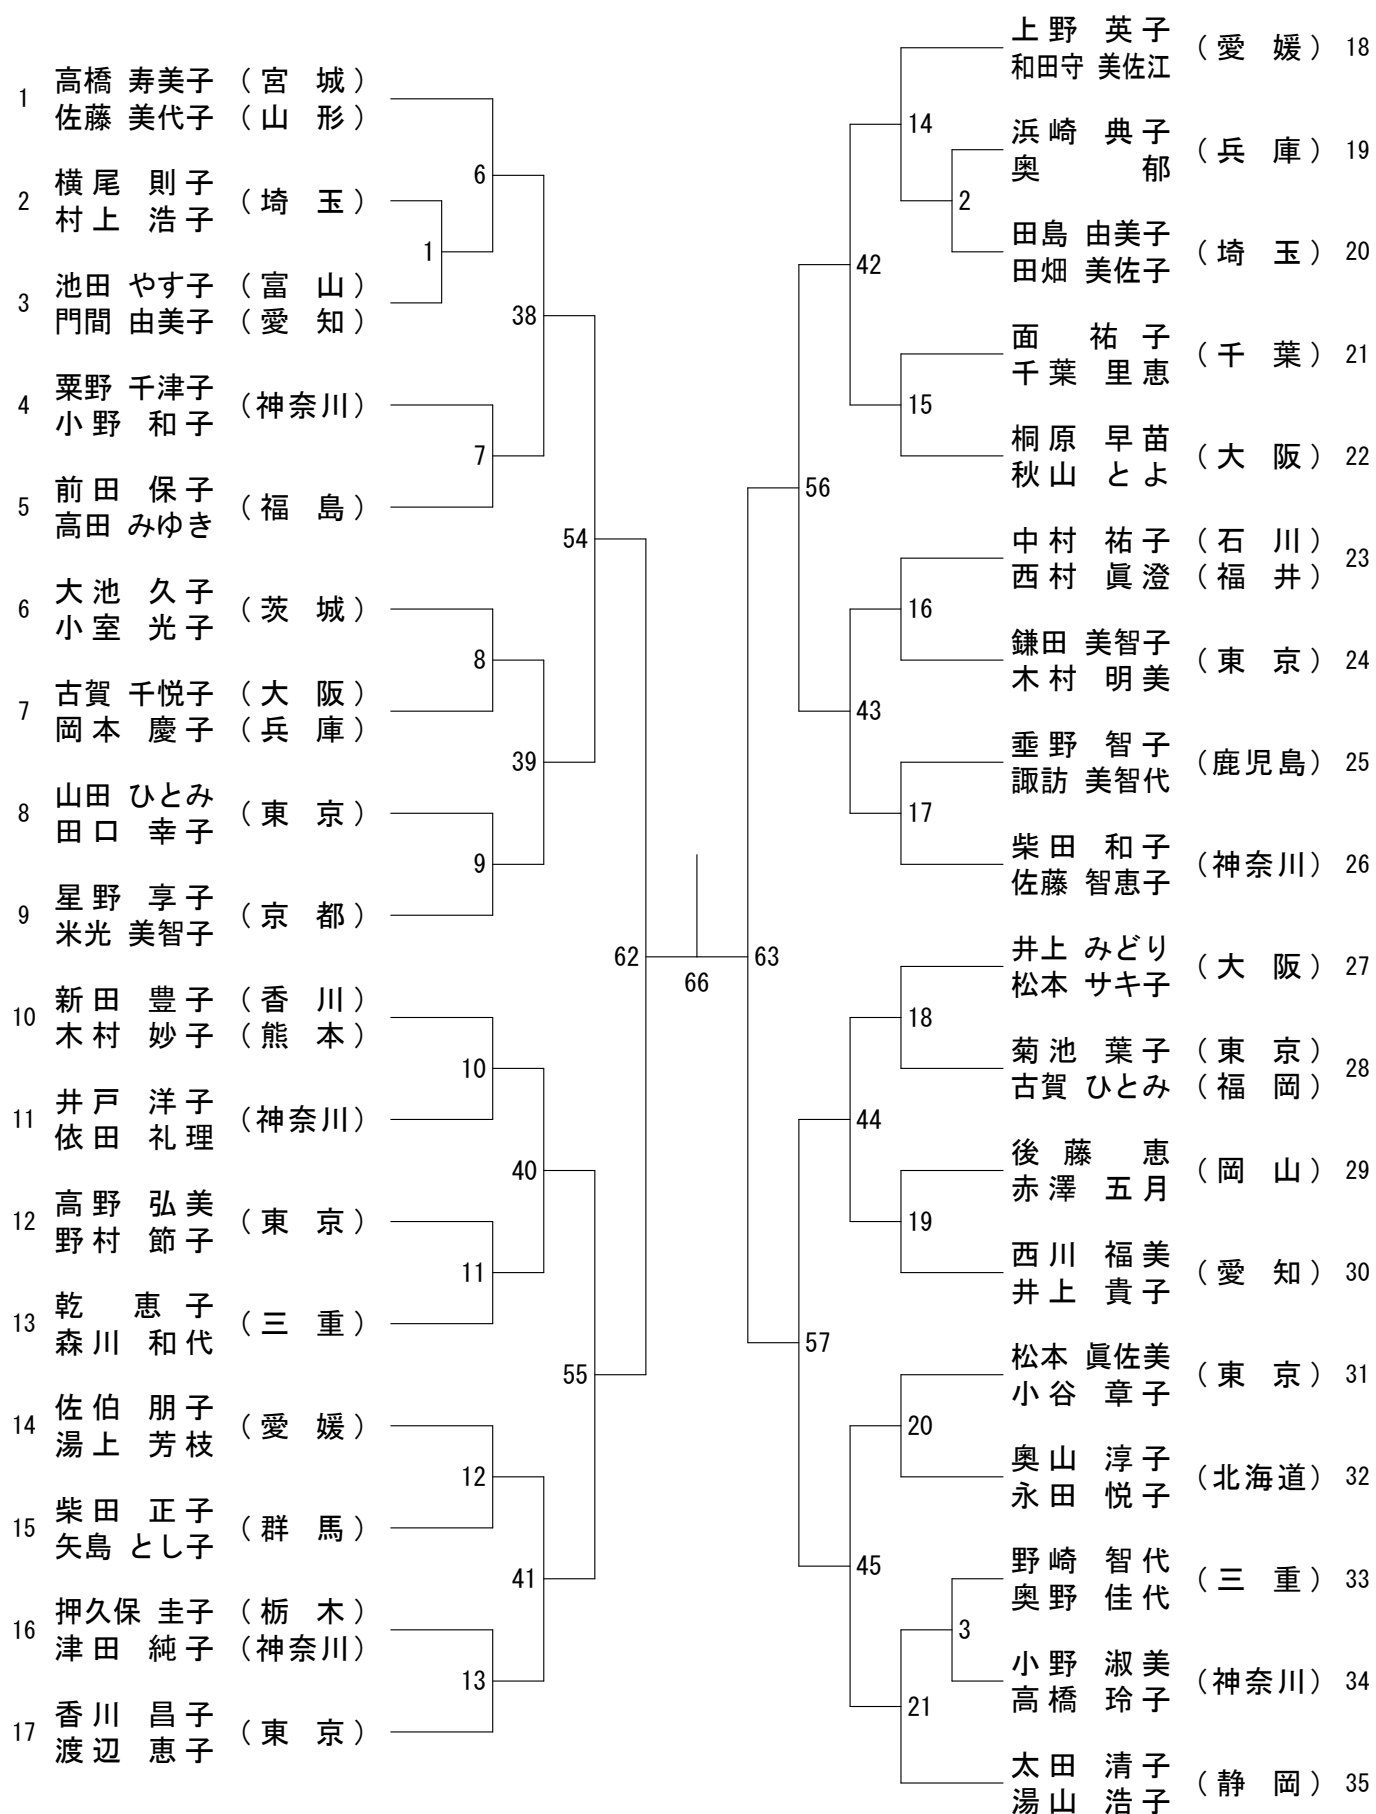 1 高橋 寿美子 (宮 城)
佐藤 美代子 (山 形)
2 横尾 則子 (埼 玉)
村上 浩子
3 池田 やす子 (富 山)
門間 由美子 (愛 知)
4 粟野 千津子 (神奈川)
小野 和子
5 前田 保子 (福 島)
高田 みゆき
6 大池 久子 (茨 城)
小室 光子
7 古賀 千悦子 (大 阪)
岡本 慶子 (兵 庫)
8 山田 ひとみ (東 京)
田口 幸子
9 星野 享子 (京 都)
米光 美智子
10 新田 豊子 (香 川)
木村 妙子 (熊 本)
11 井戸 洋子 (神奈川)
依田 礼理
12 高野 弘美 (東 京)
野村 節子
13 乾 恵子 (三 重)
森川 和代
14 佐伯 朋子 (愛 媛)
湯上 芳枝
15 柴田 正子 (群 馬)
矢島 とし子
16 押久保 圭子 (栃 木)
津田 純子 (神奈川)
17 香川 昌子 (東 京)
渡辺 恵子
1
6
7
8
9
10
11
12
13
38
39
40
41
54
55
62
66
63
56
57
42
43
44
45
14
15
16
17
18
19
20
21
2
3
上野 英子 (愛 媛) 18
和田守 美佐江
浜崎 典子 (兵 庫) 19
奥 郁
田島 由美子 (埼 玉) 20
田畑 美佐子
面 祐子 (千 葉) 21
千葉 里恵
桐原 早苗 (大 阪) 22
秋山 とよ
中村 祐子 (石 川) 23
西村 眞澄 (福 井)
鎌田 美智子 (東 京) 24
木村 明美
埀野 智子 (鹿児島) 25
諏訪 美智代
柴田 和子 (神奈川) 26
佐藤 智恵子
井上 みどり (大 阪) 27
松本 サキ子
菊池 葉子 (東 京) 28
古賀 ひとみ (福 岡)
後藤 恵 (岡 山) 29
赤澤 五月
西川 福美 (愛 知) 30
井上 貴子
松本 眞佐美 (東 京) 31
小谷 章子
奥山 淳子 (北海道) 32
永田 悦子
野崎 智代 (三 重) 33
奥野 佳代
小野 淑美 (神奈川) 34
高橋 玲子
太田 清子 (静 岡) 35
湯山 浩子